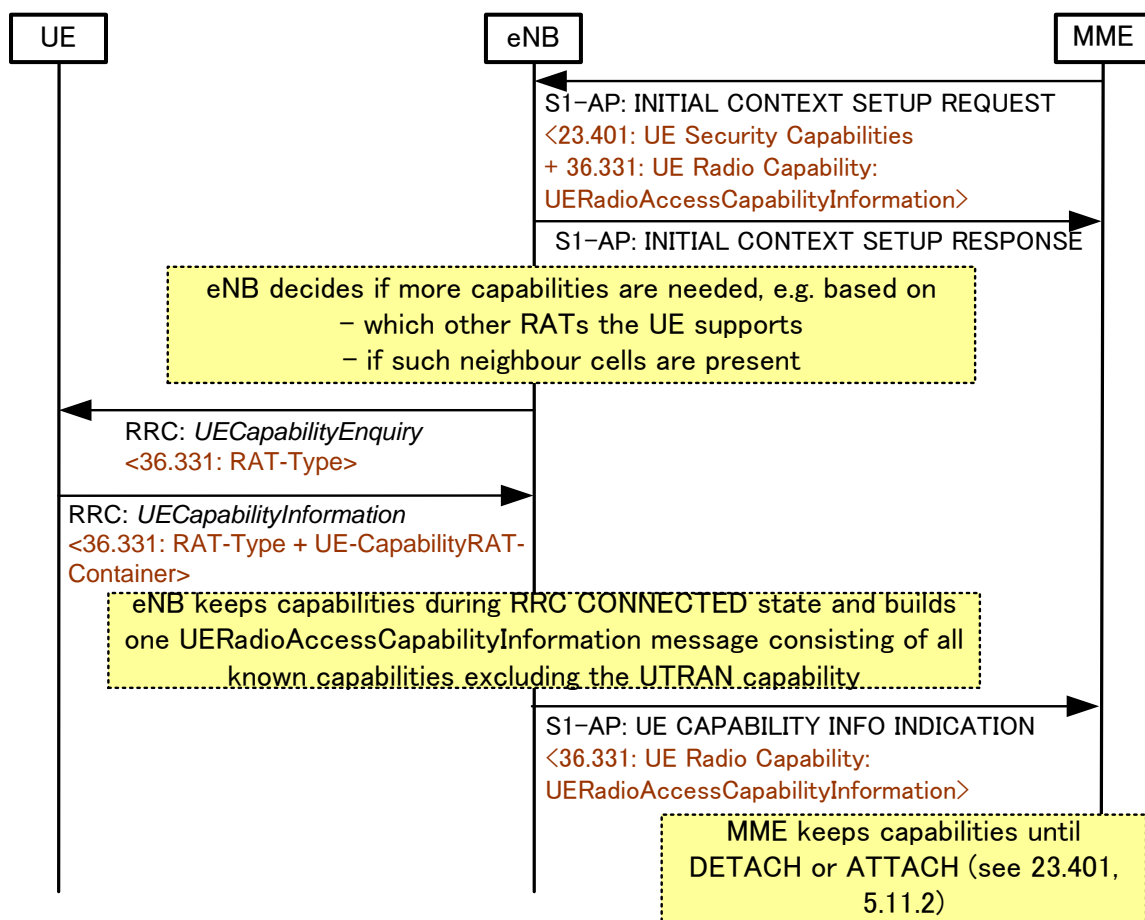 UE
eNB
MME
S1-AP: INITIAL CONTEXT SETUP REQUEST
<23.401: UE Security Capabilities
+ 36.331: UE Radio Capability:
UERadioAccessCapabilityInformation>
S1-AP: INITIAL CONTEXT SETUP RESPONSE
eNB decides if more capabilities are needed, e.g. based on
- which other RATs the UE supports
- if such neighbour cells are present
RRC: UECapabilityEnquiry
<36.331: RAT-Type>
RRC: UECapabilityInformation
<36.331: RAT-Type + UE-CapabilityRAT-
Container>
eNB keeps capabilities during RRC CONNECTED state and builds
one UERadioAccessCapabilityInformation message consisting of all
known capabilities excluding the UTRAN capability
S1-AP: UE CAPABILITY INFO INDICATION
<36.331: UE Radio Capability:
UERadioAccessCapabilityInformation>
MME keeps capabilities until
DETACH or ATTACH (see 23.401,
5.11.2)